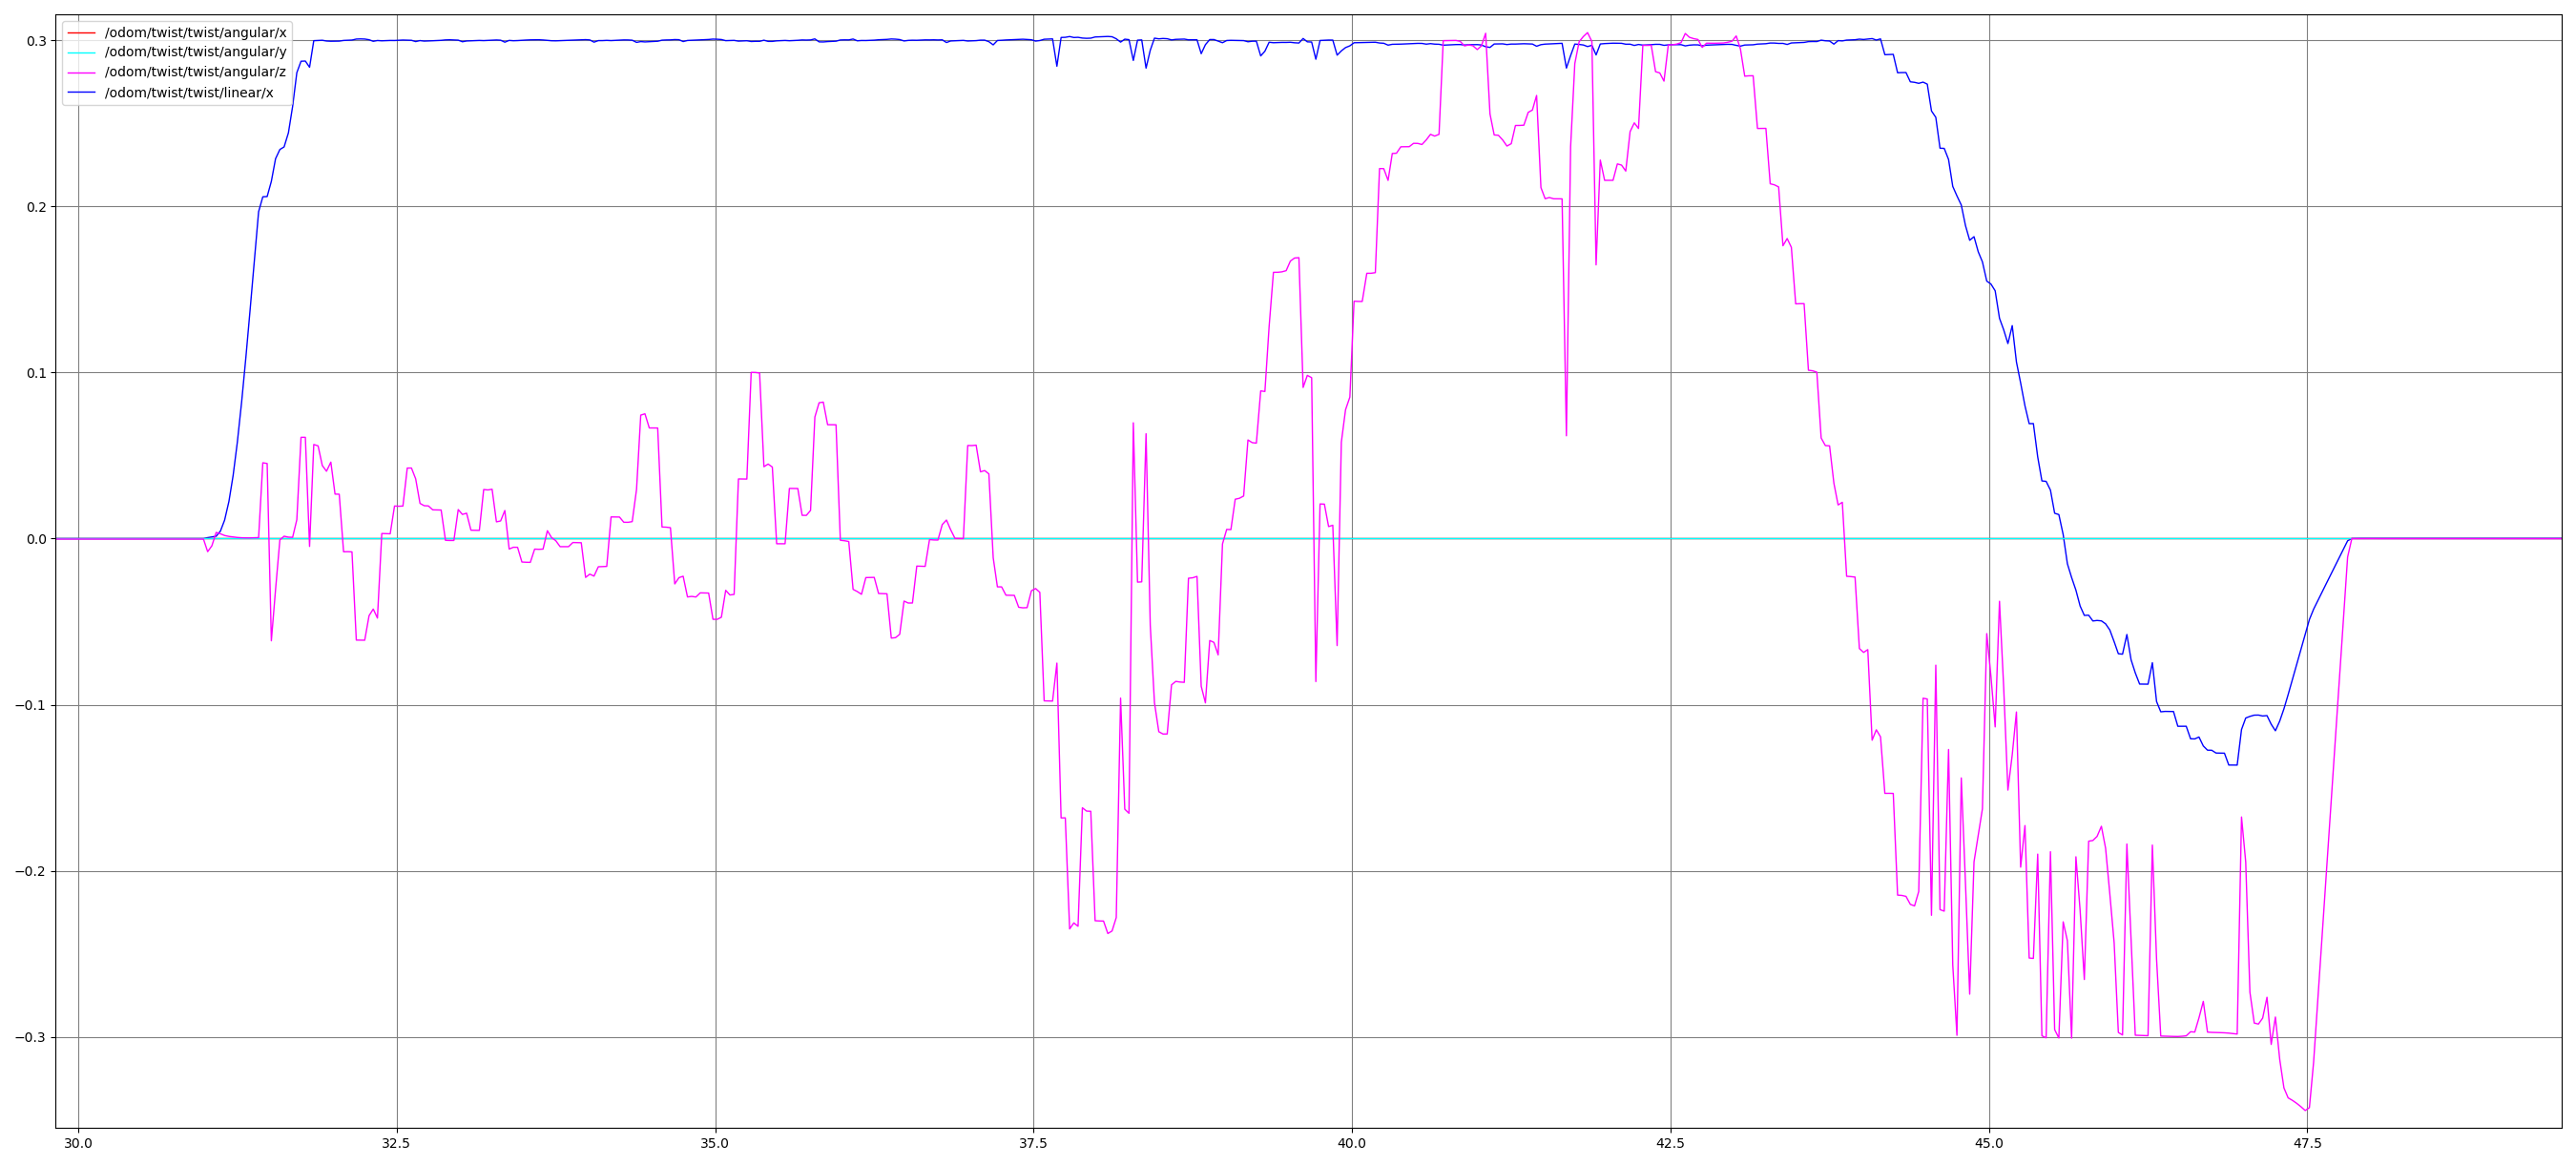 /odom/twist/twist/angular/x
/odom/twist/twist/angular/y
/odom/twist/twist/angular/z
/odom/twist/twist/linear/x
0.3
0.2
0.1
0.0
−0.1
−0.2
−0.3
30.0 32.5 35.0 37.5 40.0 42.5 45.0 47.5